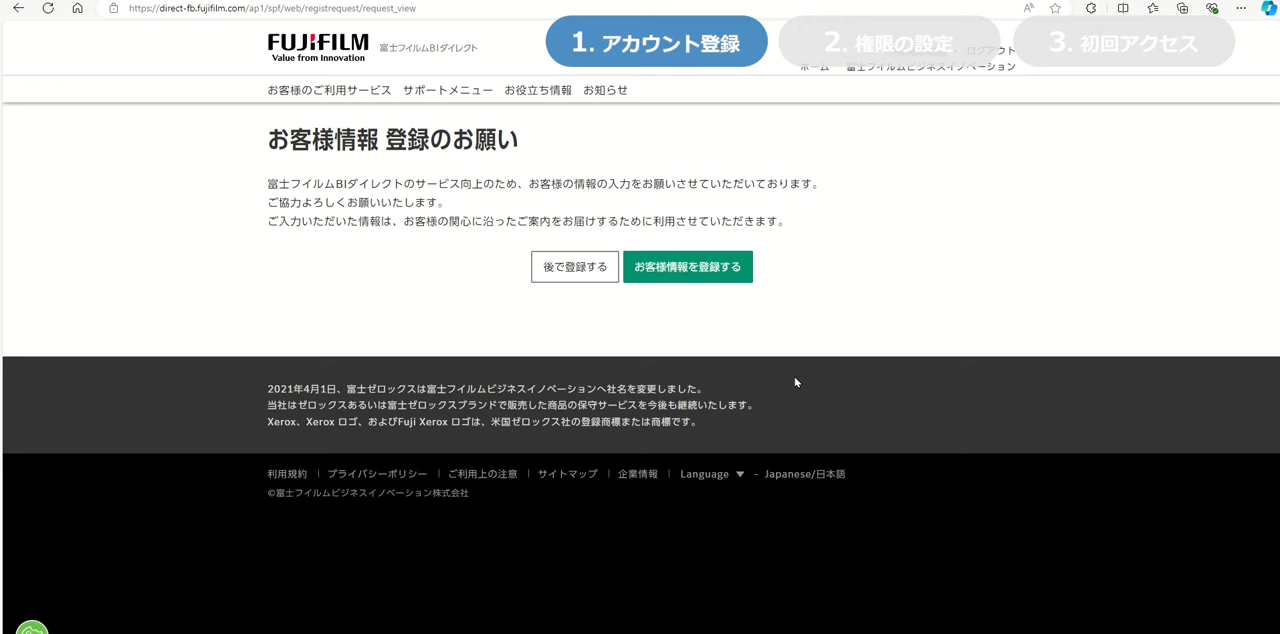 https://direct-fb.fujifilm.com/ap1/spf/web/registrequest/request_view
FUJIFILM
Value from Innovation
富士フイルムBIダイレクト
1. アカウント登録
2. 権限の設定
3. 初回アクセス
ログアウト
ホーム 富士フイルムビジネスイノベーション
お客様のご利用サービス サポートメニュー お役立ち情報 お知らせ
お客様情報 登録のお願い
富士フイルムBIダイレクトのサービス向上のため、お客様の情報の入力をお願いさせていただいております。
ご協力よろしくお願いいたします。
ご入力いただいた情報は、お客様の関心に沿ったご案内をお届けするために利用させていただきます。
後で登録する お客様情報を登録する
2021年4月1日、富士ゼロックスは富士フイルムビジネスイノベーションへ社名を変更しました。
当社はゼロックスあるいは富士ゼロックスブランドで販売した商品の保守サービスを今後も継続いたします。
Xerox、Xerox ロゴ、およびFuji Xerox ロゴは、米国ゼロックス社の登録商標または商標です。
利用規約 | プライバシーポリシー | ご利用上の注意 | サイトマップ | 企業情報 | Language ▼ - Japanese/日本語
©富士フイルムビジネスイノベーション株式会社